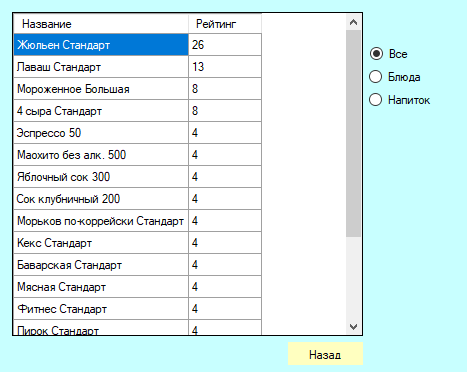 Название Рейтинг
Жюльен Стандарт 26
Лаваш Стандарт 13
Мороженное Большая 8
4 сыра Стандарт 8
Эспрессо 50 4
Маохито без алк. 500 4
Яблочный сок 300 4
Сок клубничный 200 4
Морьков по-коррейски Стандарт 4
Кекс Стандарт 4
Баварская Стандарт 4
Мясная Стандарт 4
Фитнес Стандарт 4
Пирок Стандарт 4
Все
Блюда
Напиток
Назад